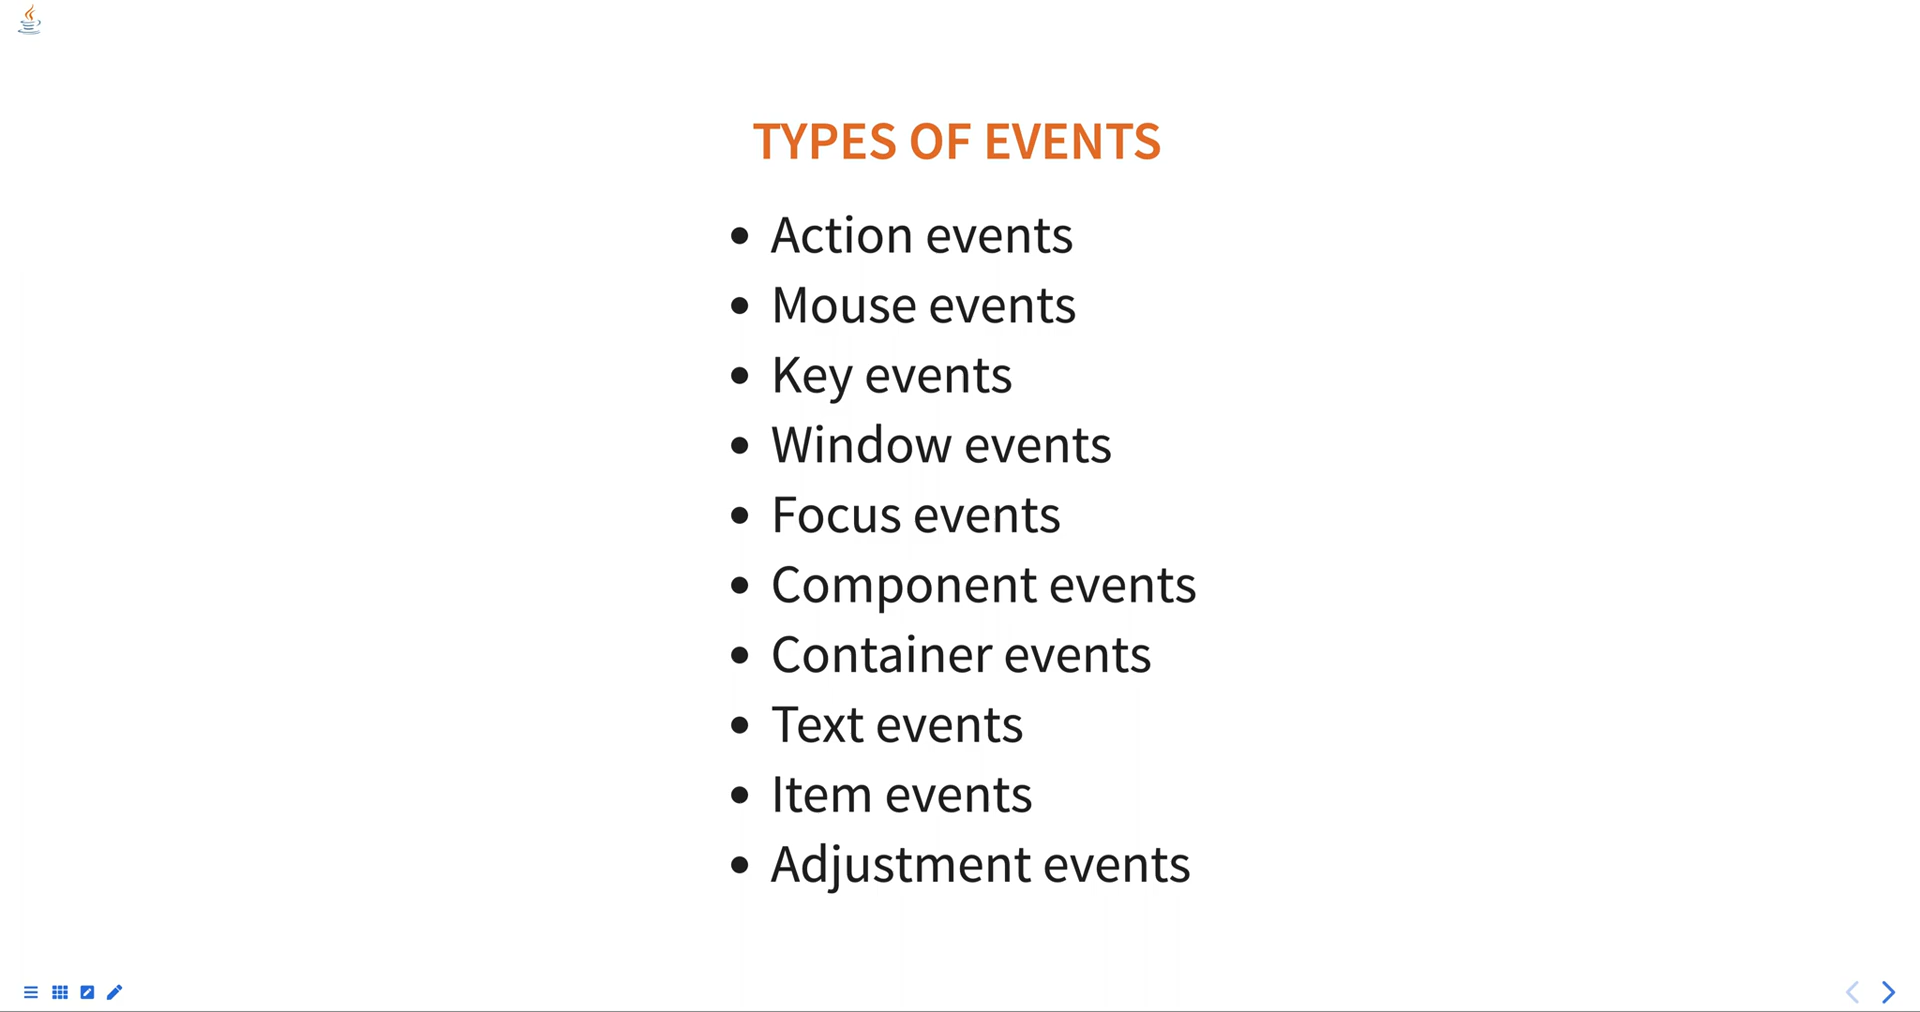 TYPES OF EVENTS
Action events
Mouse events
Key events
Window events
Focus events
Component events
Container events
Text events
Item events
Adjustment events